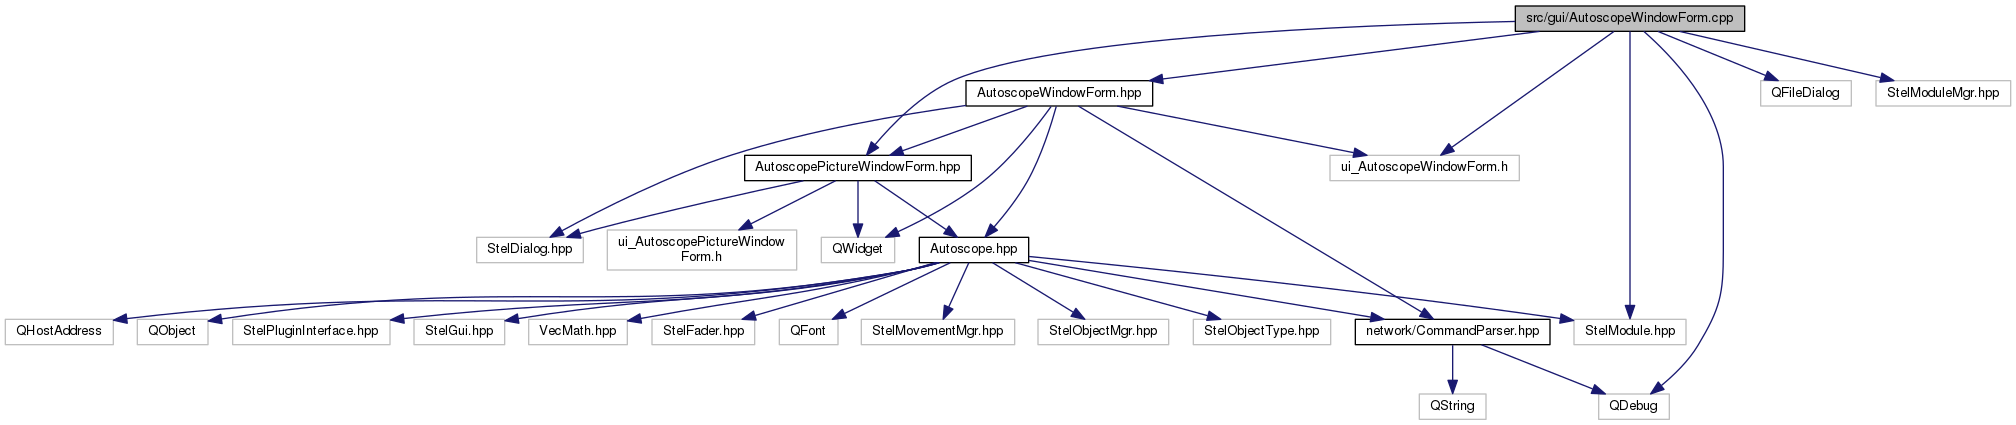 src/gui/AutoscopeWindowForm.cpp
AutoscopeWindowForm.hpp
QFileDialog
StelModuleMgr.hpp
AutoscopePictureWindowForm.hpp
ui_AutoscopeWindowForm.h
StelDialog.hpp
ui_AutoscopePictureWindow
Form.h
QWidget
Autoscope.hpp
QHostAddress
QObject
StelPluginInterface.hpp
StelGui.hpp
VecMath.hpp
StelFader.hpp
QFont
StelMovementMgr.hpp
StelObjectMgr.hpp
StelObjectType.hpp
network/CommandParser.hpp
StelModule.hpp
QString
QDebug